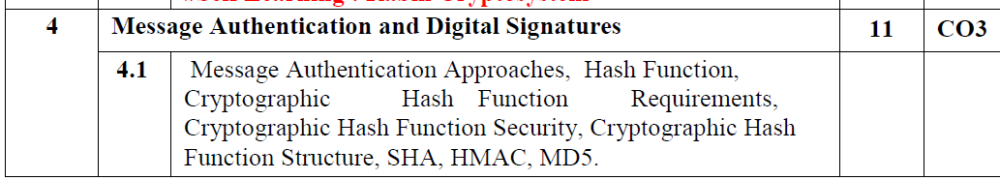 4 Message Authentication and Digital Signatures 11 CO3
4.1 Message Authentication Approaches, Hash Function,
Cryptographic Hash Function Requirements,
Cryptographic Hash Function Security, Cryptographic Hash
Function Structure, SHA, HMAC, MD5.